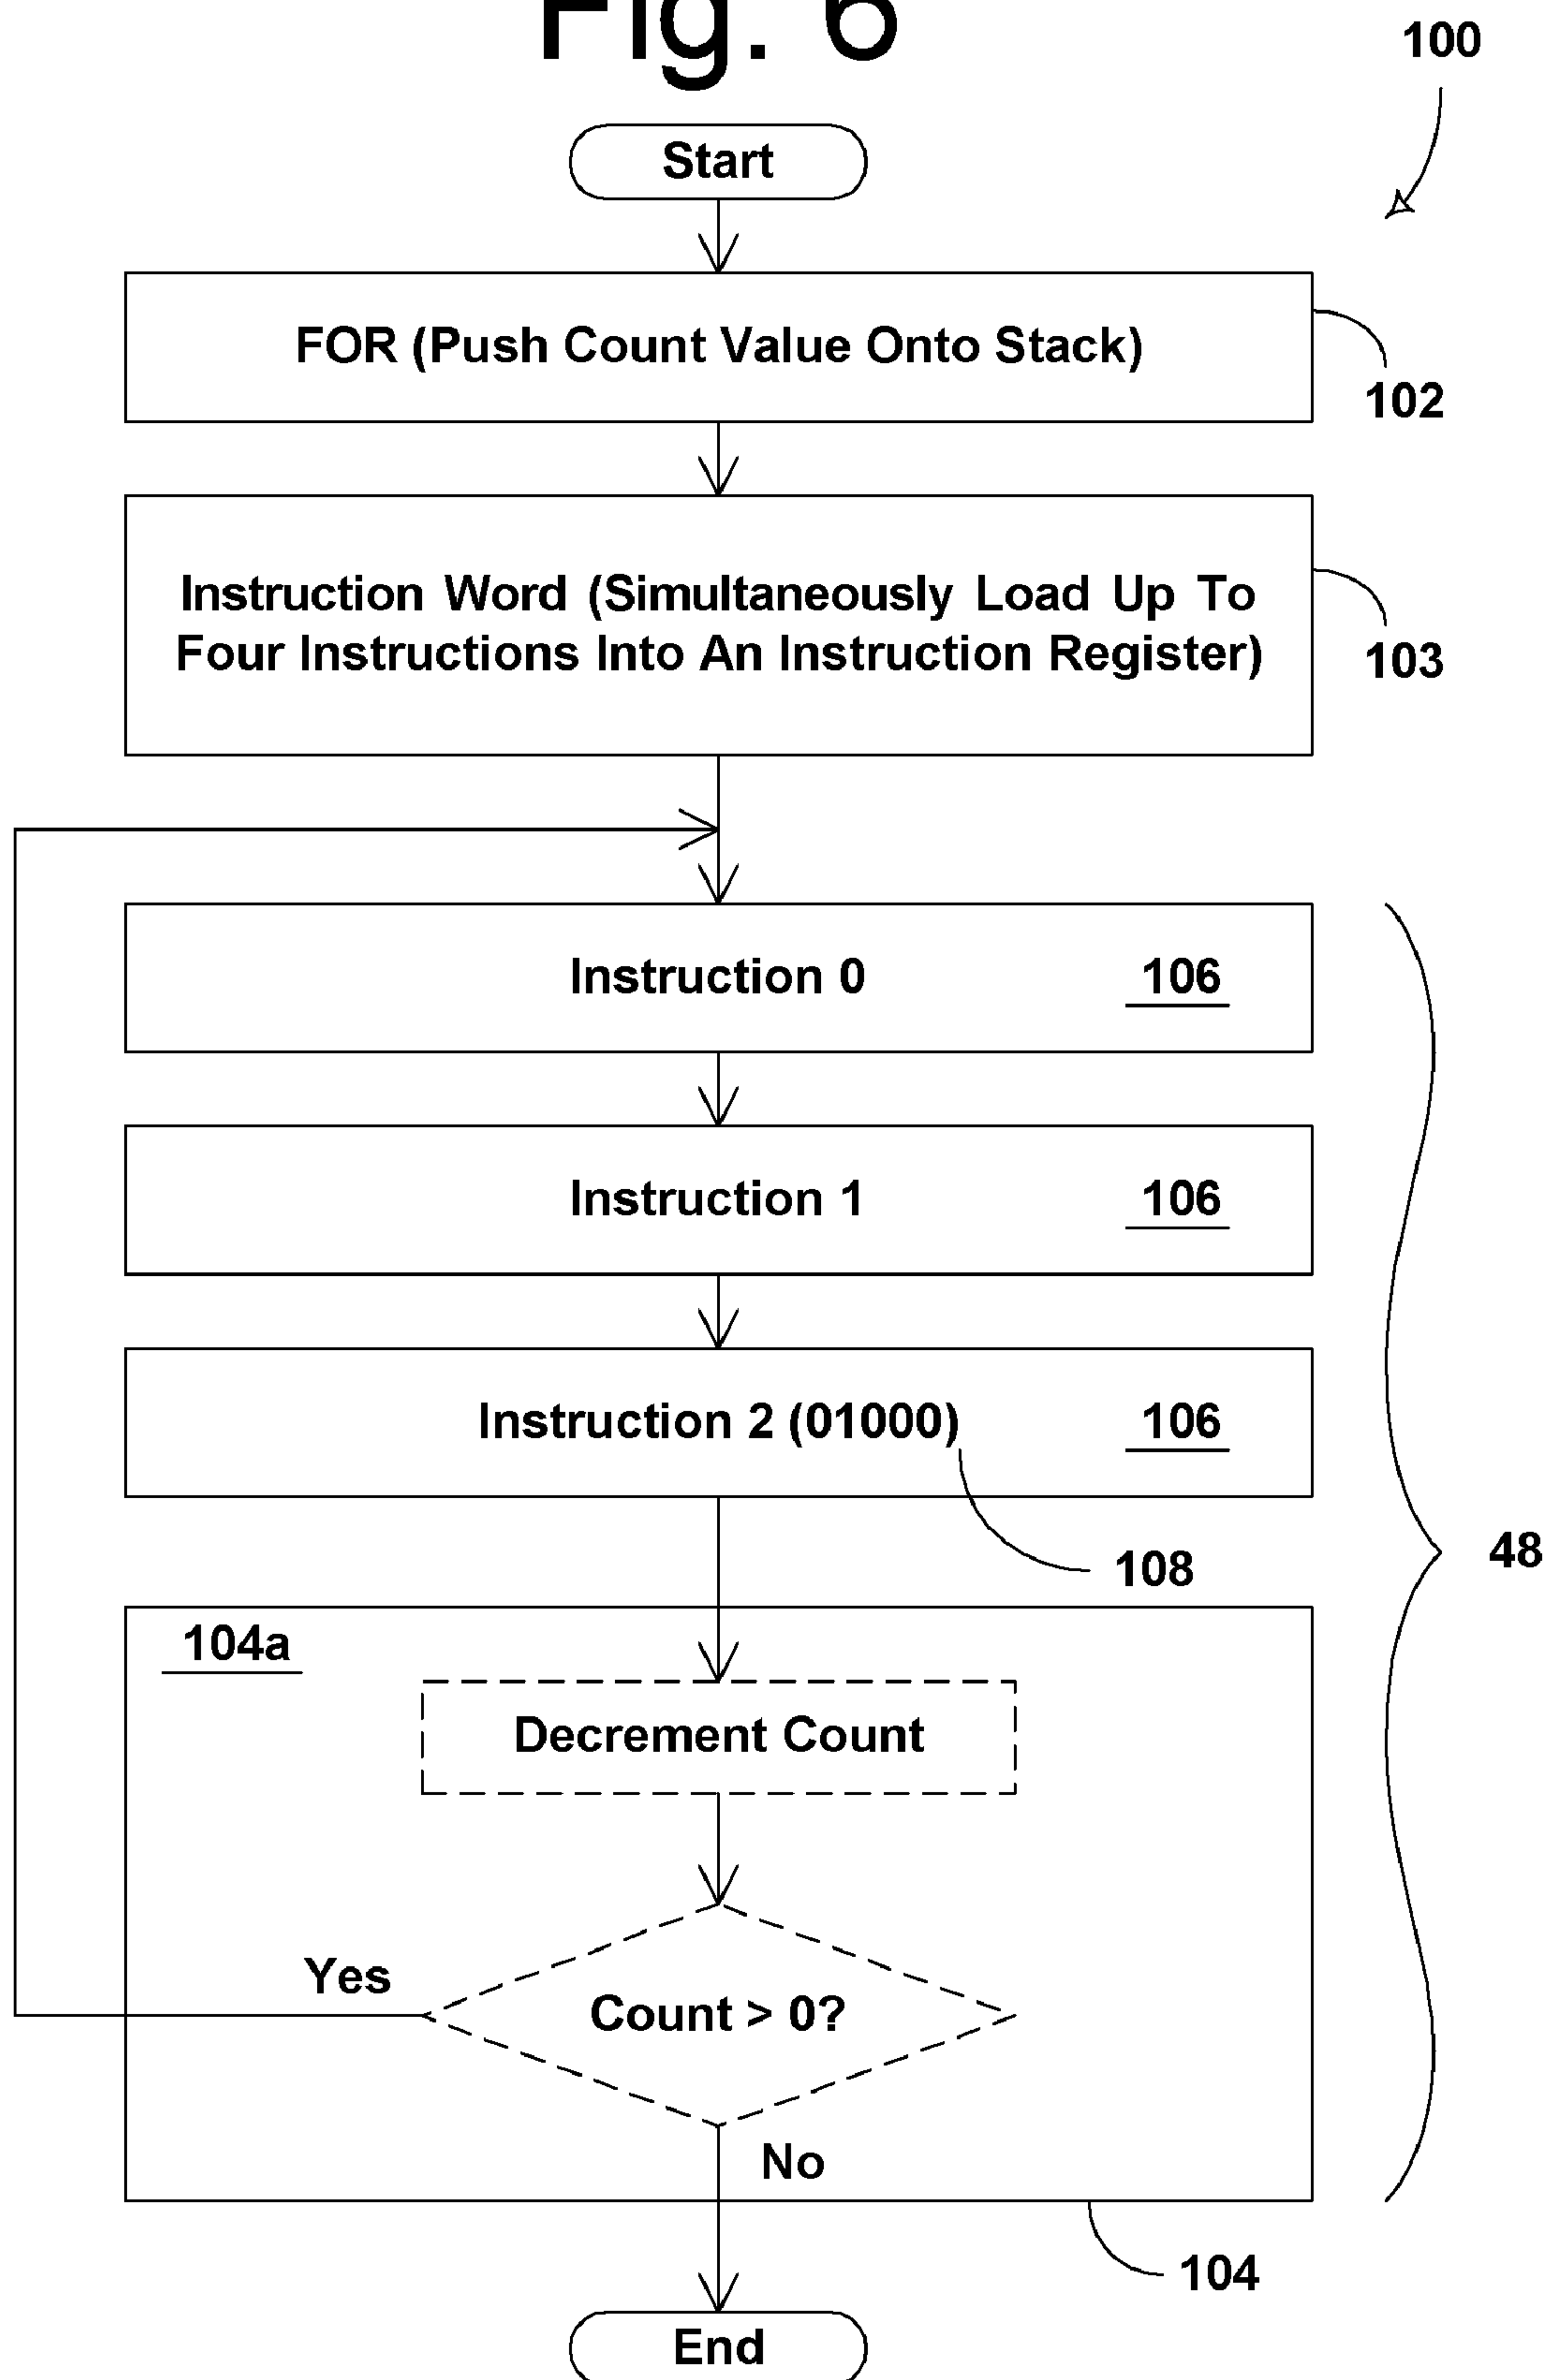 Fig. 6
100
Start
FOR (Push Count Value Onto Stack)
102
Instruction Word (Simultaneously Load Up To
Four Instructions Into An Instruction Register)
103
Instruction 0 106
Instruction 1 106
Instruction 2 (01000) 106
108
48
104a
Decrement Count
Yes
Count > 0?
No
104
End